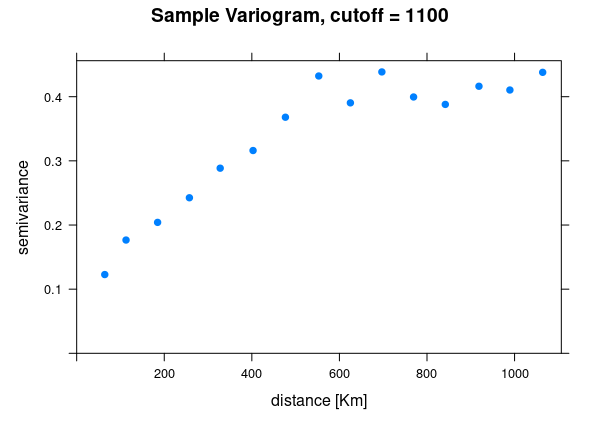 Sample Variogram, cutoff = 1100
semivariance
0.4
0.3
0.2
0.1
200 400 600 800 1000
distance [Km]